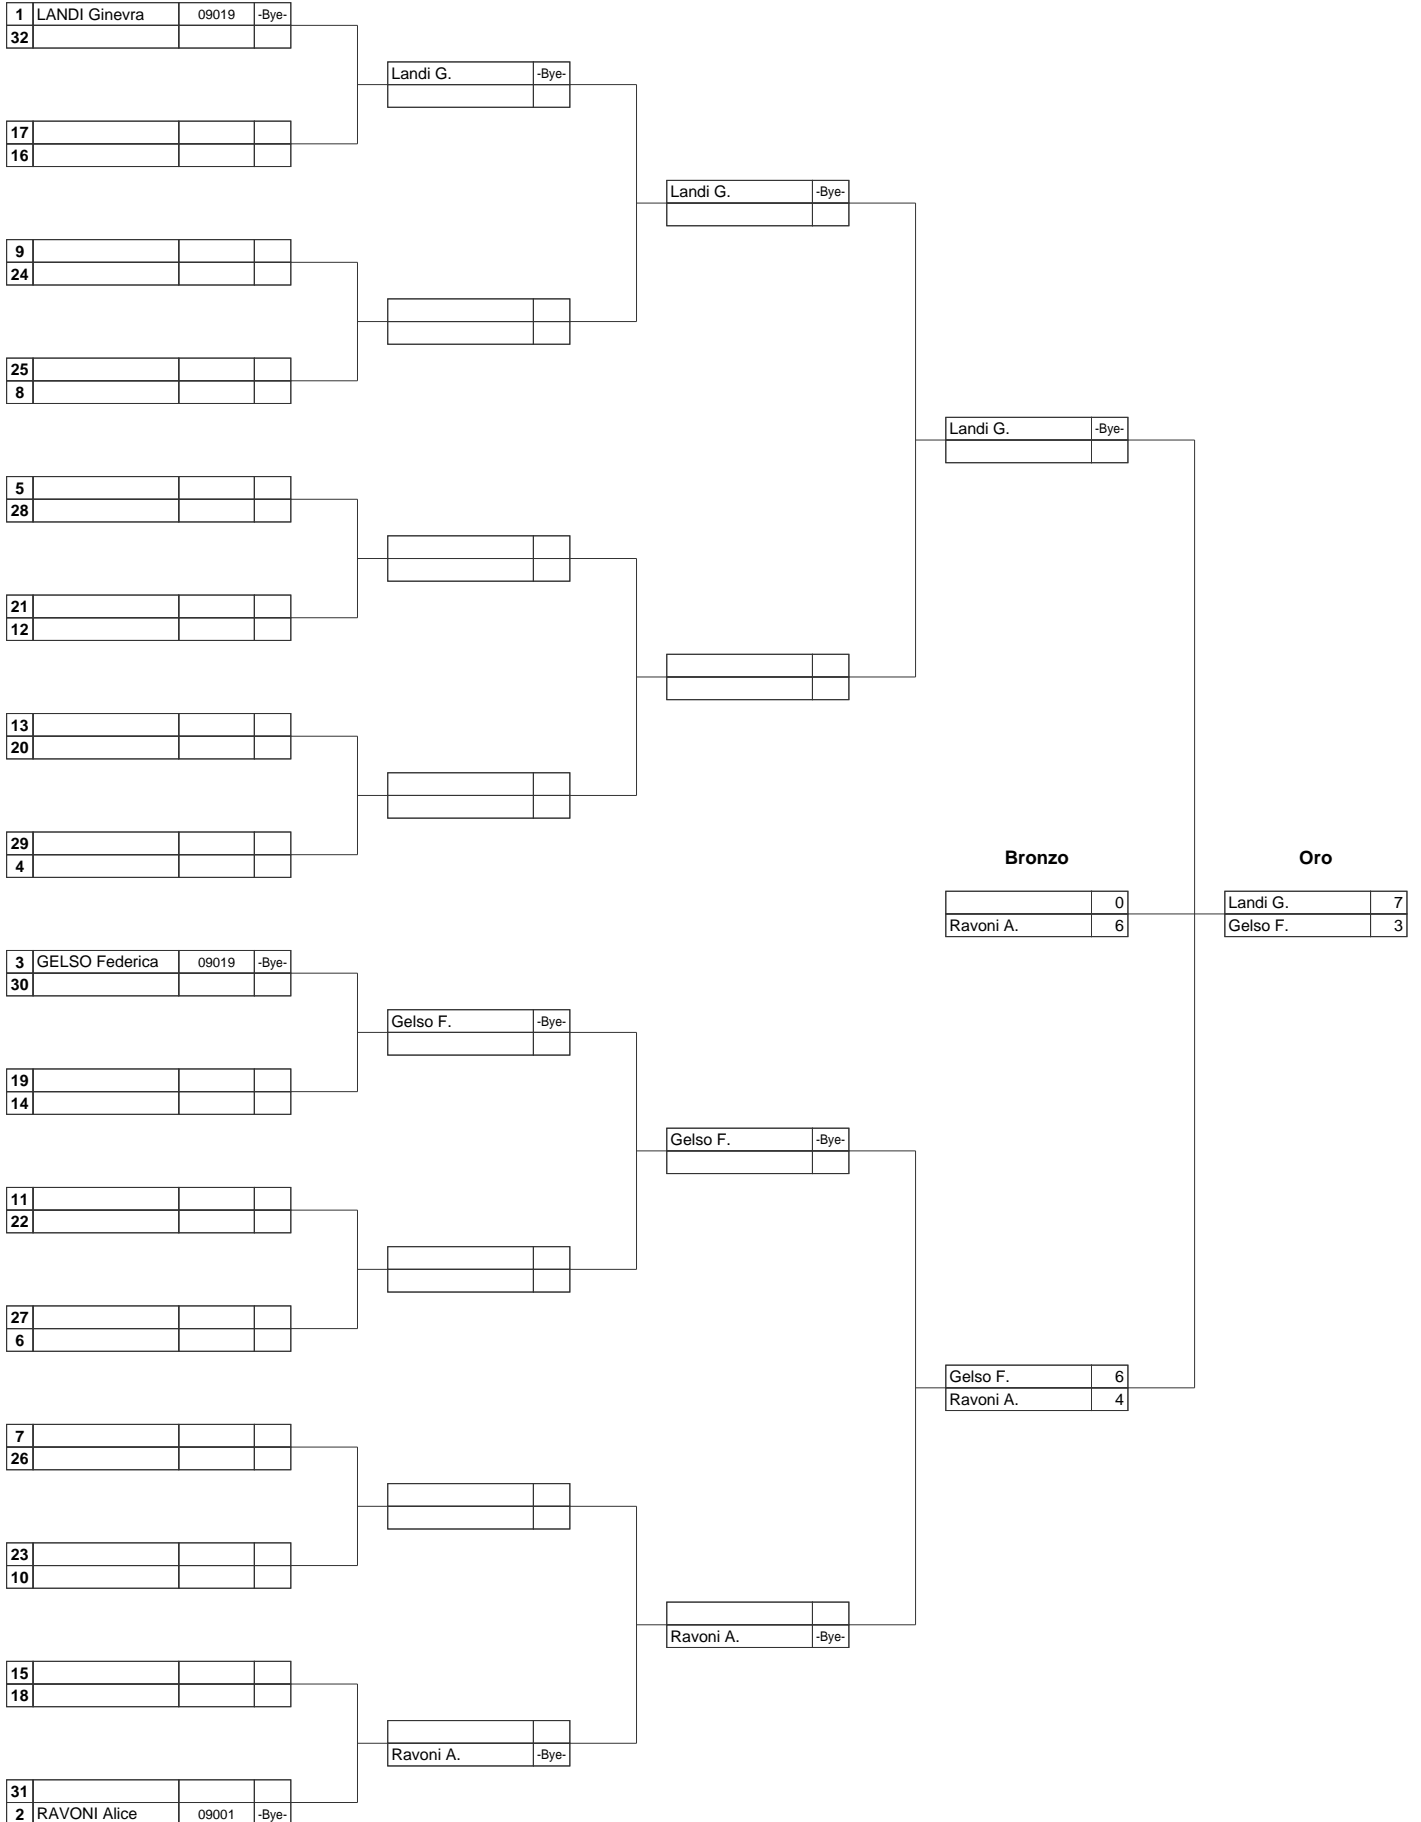 1 LANDI Ginevra 09019 -Bye-
32
Landi G. -Bye-
17
16
Landi G. -Bye-
9
24
25
8
Landi G. -Bye-
5
28
21
12
13
20
29
4
Bronzo Oro
0 Landi G. 7
Ravoni A. 6 Gelso F. 3
3 GELSO Federica 09019 -Bye-
30
Gelso F. -Bye-
19
14
Gelso F. -Bye-
11
22
27
6
Gelso F. 6
Ravoni A. 4
7
26
23
10
Ravoni A. -Bye-
15
18
Ravoni A. -Bye-
31
2 RAVONI Alice 09001 -Bye-